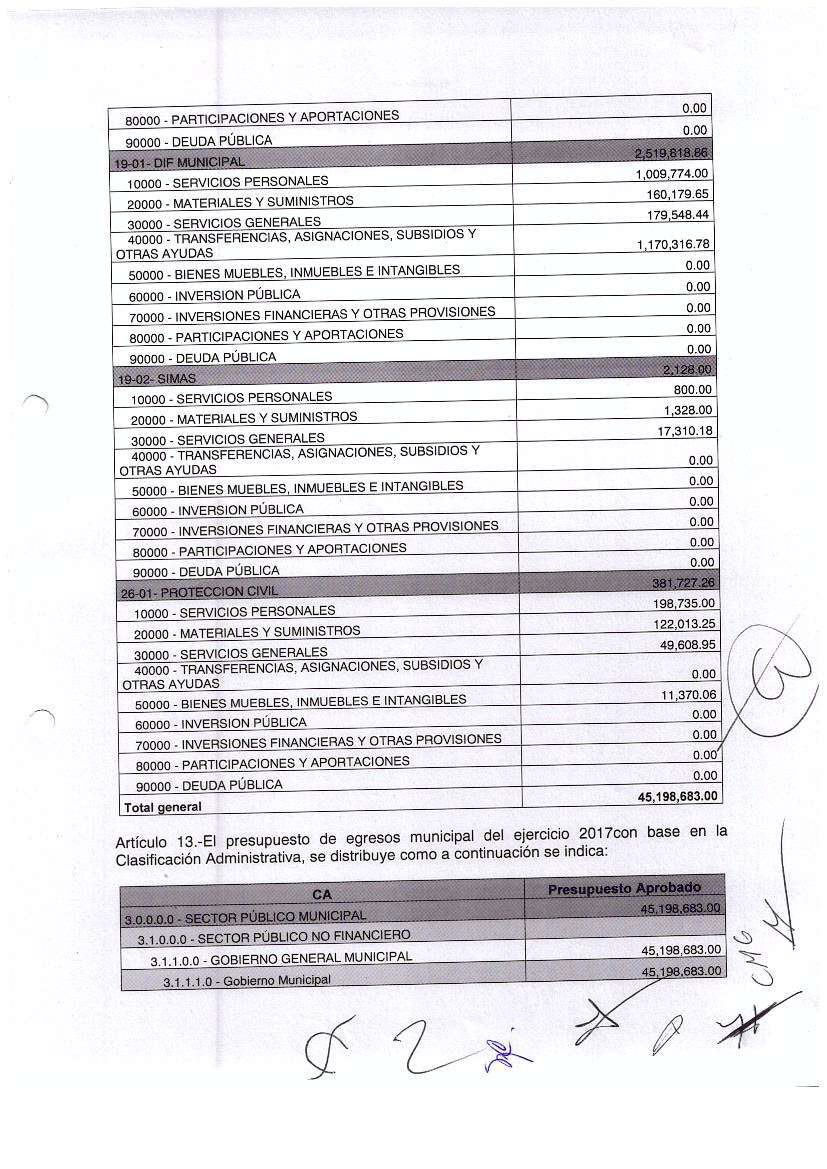 80000 - PARTICIPACIONES Y APORTACIONES 0.00
90000 - DEUDA PÚBLICA 0.00
19-01- DIF MUNICIPAL 2,519,818.86
10000 - SERVICIOS PERSONALES 1,009,774.00
20000 - MATERIALES Y SUMINISTROS 160,179.65
30000 - SERVICIOS GENERALES 179,548.44
40000 - TRANSFERENCIAS, ASIGNACIONES, SUBSIDIOS Y
OTRAS AYUDAS 1,170,316.78
50000 - BIENES MUEBLES, INMUEBLES E INTANGIBLES 0.00
60000 - INVERSION PÚBLICA 0.00
70000 - INVERSIONES FINANCIERAS Y OTRAS PROVISIONES 0.00
80000 - PARTICIPACIONES Y APORTACIONES 0.00
90000 - DEUDA PÚBLICA 0.00
19-02- SIMAS 2,128.00
10000 - SERVICIOS PERSONALES 800.00
20000 - MATERIALES Y SUMINISTROS 1,328.00
30000 - SERVICIOS GENERALES 17,310.18
40000 - TRANSFERENCIAS, ASIGNACIONES, SUBSIDIOS Y
OTRAS AYUDAS 0.00
50000 - BIENES MUEBLES, INMUEBLES E INTANGIBLES 0.00
60000 - INVERSION PÚBLICA 0.00
70000 - INVERSIONES FINANCIERAS Y OTRAS PROVISIONES 0.00
80000 - PARTICIPACIONES Y APORTACIONES 0.00
90000 - DEUDA PÚBLICA 0.00
26-01- PROTECCION CIVIL 381,727.26
10000 - SERVICIOS PERSONALES 198,735.00
20000 - MATERIALES Y SUMINISTROS 122,013.25
30000 - SERVICIOS GENERALES 49,608.95
40000 - TRANSFERENCIAS, ASIGNACIONES, SUBSIDIOS Y
OTRAS AYUDAS 0.00
50000 - BIENES MUEBLES, INMUEBLES E INTANGIBLES 11,370.06
60000 - INVERSION PÚBLICA 0.00
70000 - INVERSIONES FINANCIERAS Y OTRAS PROVISIONES 0.00
80000 - PARTICIPACIONES Y APORTACIONES 0.00
90000 - DEUDA PÚBLICA 0.00
Total general 45,198,683.00
Artículo 13.-El presupuesto de egresos municipal del ejercicio 2017con base en la
Clasificación Administrativa, se distribuye como a continuación se indica:
CA Presupuesto Aprobado
3.0.0.0.0 - SECTOR PÚBLICO MUNICIPAL 45,198,683.00
3.1.0.0.0 - SECTOR PÚBLICO NO FINANCIERO
3.1.1.0.0 - GOBIERNO GENERAL MUNICIPAL 45,198,683.00
3.1.1.1.0 - Gobierno Municipal 45,198,683.00